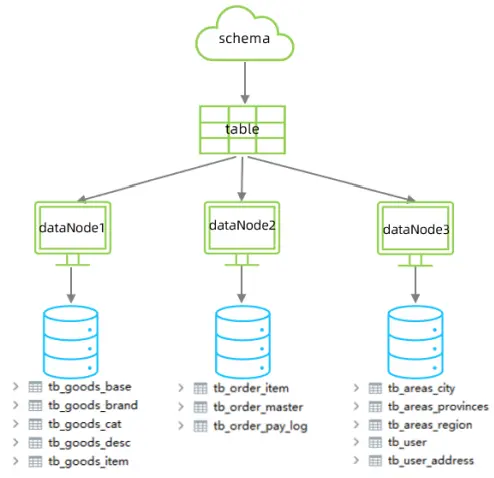 schema
table
dataNode1
dataNode2
dataNode3
tb_goods_base
tb_goods_brand
tb_goods_cat
tb_goods_desc
tb_goods_item
tb_order_item
tb_order_master
tb_order_pay_log
tb_areas_city
tb_areas_provinces
tb_areas_region
tb_user
tb_user_address